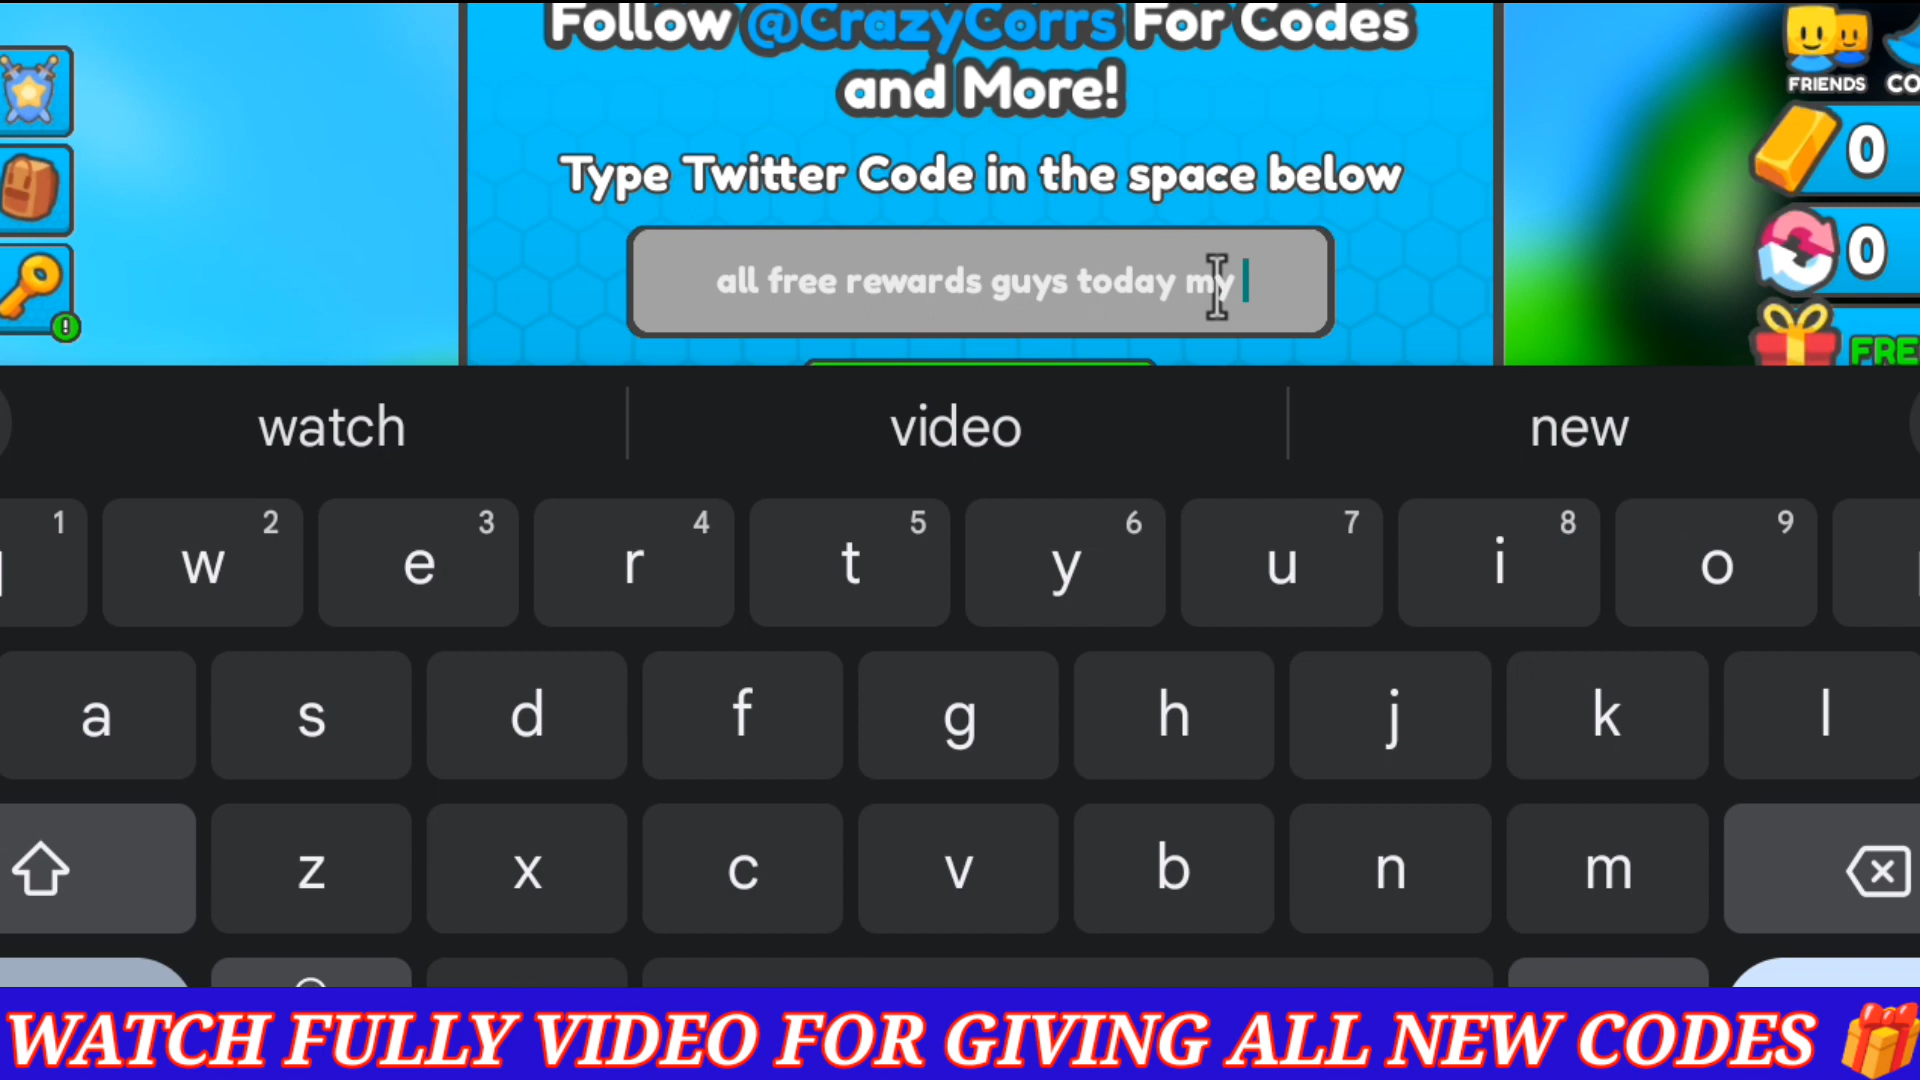 Follow @CrazyCorrs For Codes
and More!
Type Twitter Code in the space below
all free rewards guys today my
FRIENDS
CO
0
0
FRE
!
watch video new
1 2 3 4 5 6 7 8 9
w e r t y u i o
a s d f g h j k l
z x c v b n m
WATCH FULLY VIDEO FOR GIVING ALL NEW CODES